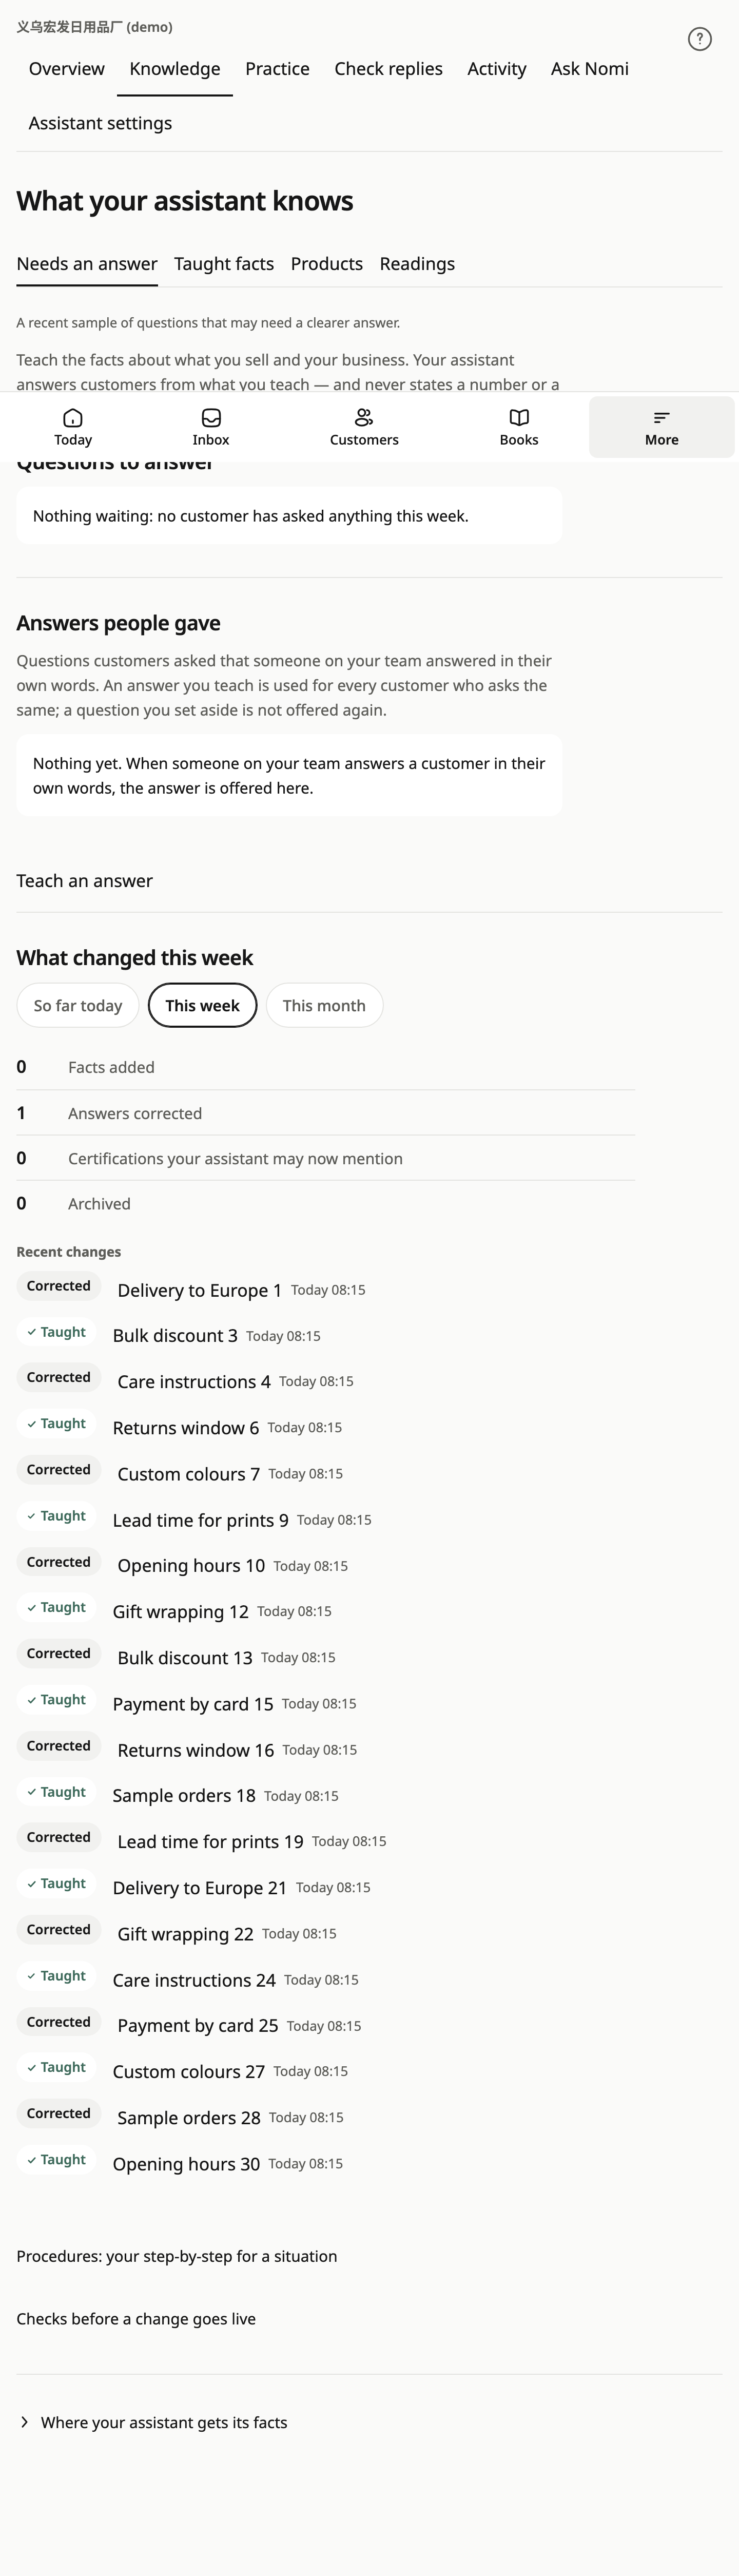 义乌宏发日用品厂 (demo)
Overview Knowledge Practice Check replies Activity Ask Nomi
Assistant settings
What your assistant knows
Needs an answer Taught facts Products Readings
A recent sample of questions that may need a clearer answer.
Teach the facts about what you sell and your business. Your assistant
answers customers from what you teach — and never states a number or a
Today Inbox Customers Books More
Questions to answer
Nothing waiting: no customer has asked anything this week.
Answers people gave
Questions customers asked that someone on your team answered in their
own words. An answer you teach is used for every customer who asks the
same; a question you set aside is not offered again.
Nothing yet. When someone on your team answers a customer in their
own words, the answer is offered here.
Teach an answer
What changed this week
So far today This week This month
0 Facts added
1 Answers corrected
0 Certifications your assistant may now mention
0 Archived
Recent changes
Corrected Delivery to Europe 1 Today 08:15
Taught Bulk discount 3 Today 08:15
Corrected Care instructions 4 Today 08:15
Taught Returns window 6 Today 08:15
Corrected Custom colours 7 Today 08:15
Taught Lead time for prints 9 Today 08:15
Corrected Opening hours 10 Today 08:15
Taught Gift wrapping 12 Today 08:15
Corrected Bulk discount 13 Today 08:15
Taught Payment by card 15 Today 08:15
Corrected Returns window 16 Today 08:15
Taught Sample orders 18 Today 08:15
Corrected Lead time for prints 19 Today 08:15
Taught Delivery to Europe 21 Today 08:15
Corrected Gift wrapping 22 Today 08:15
Taught Care instructions 24 Today 08:15
Corrected Payment by card 25 Today 08:15
Taught Custom colours 27 Today 08:15
Corrected Sample orders 28 Today 08:15
Taught Opening hours 30 Today 08:15
Procedures: your step-by-step for a situation
Checks before a change goes live
Where your assistant gets its facts